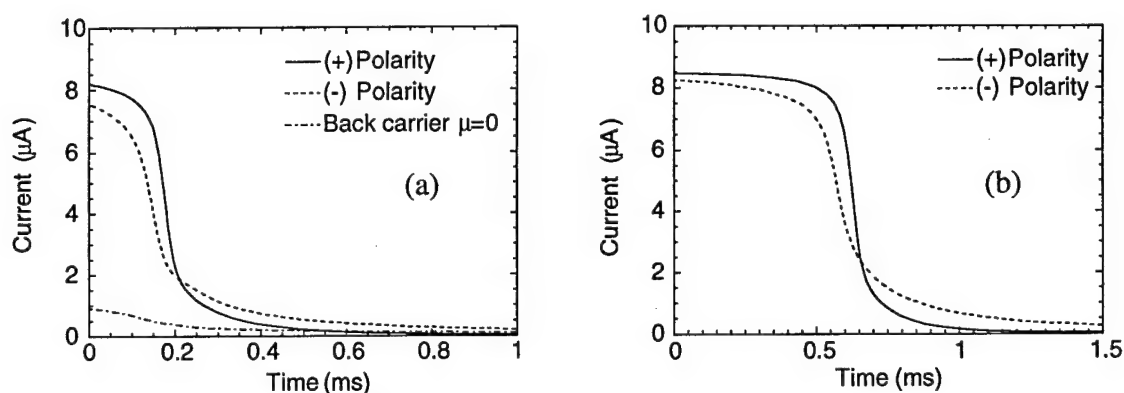 10
8
6
4
2
0
Current (μA)
(+) Polarity
(-) Polarity
Back carrier μ=0
(a)
0
0.2
0.4
0.6
0.8
1
Time (ms)
10
8
6
4
2
0
Current (μA)
(+) Polarity
(-) Polarity
(b)
0
0.5
1
1.5
Time (ms)